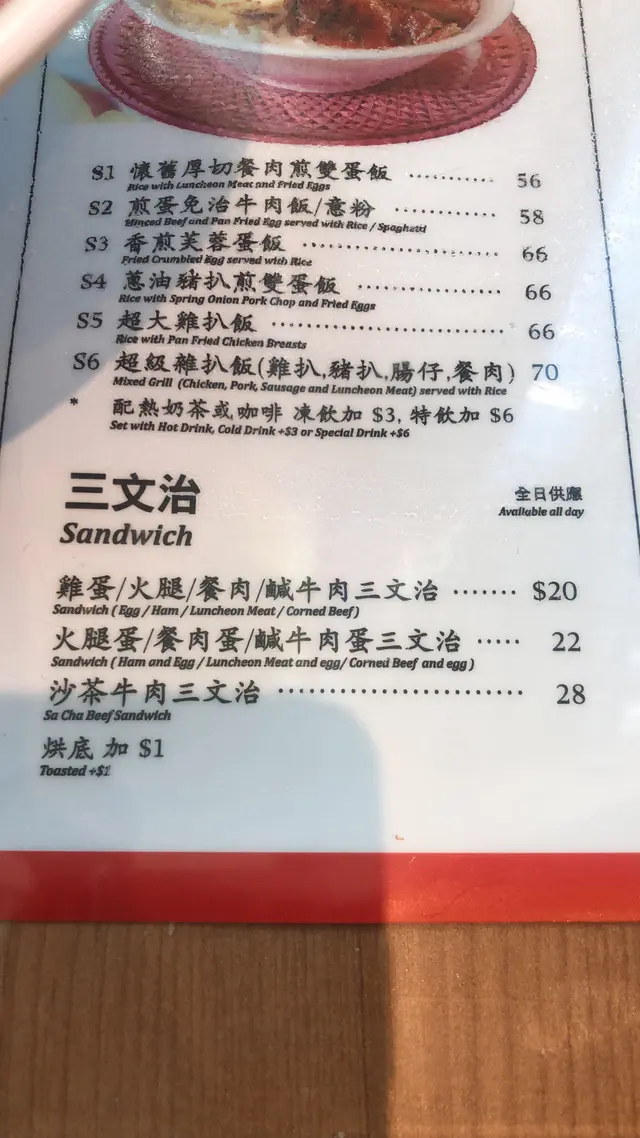 S1 懷舊厚切餐肉煎雙蛋飯 ············ 56
Rice with Luncheon Meat and Fried Eggs
S2 煎蛋免治牛肉飯/意粉 ············ 58
Minced Beef and Pan Fried Egg served with Rice / Spaghetti
S3 香煎芙蓉蛋飯 ························ 66
Fried Crumbled Egg served with Rice
S4 蔥油豬扒煎雙蛋飯 ·················· 66
Rice with Spring Onion Pork Chop and Fried Eggs
S5 超大雞扒飯 ······························ 66
Rice with Pan Fried Chicken Breasts
S6 超級雜扒飯(雞扒,豬扒,腸仔,餐肉) 70
Mixed Grill (Chicken, Pork, Sausage and Luncheon Meat) served with Rice
* 配熱奶茶或咖啡 凍飲加 $3, 特飲加 $6
Set with Hot Drink, Cold Drink +$3 or Special Drink +$6
三文治 全日供應
Sandwich Available all day
雞蛋/火腿/餐肉/鹹牛肉三文治 ······· $20
Sandwich ( Egg / Ham / Luncheon Meat / Corned Beef )
火腿蛋/餐肉蛋/鹹牛肉蛋三文治 ····· 22
Sandwich ( Ham and Egg / Luncheon Meat and egg/ Corned Beef and egg )
沙茶牛肉三文治 ························ 28
Sa Cha Beef Sandwich
烘底 加 $1
Toasted +$1